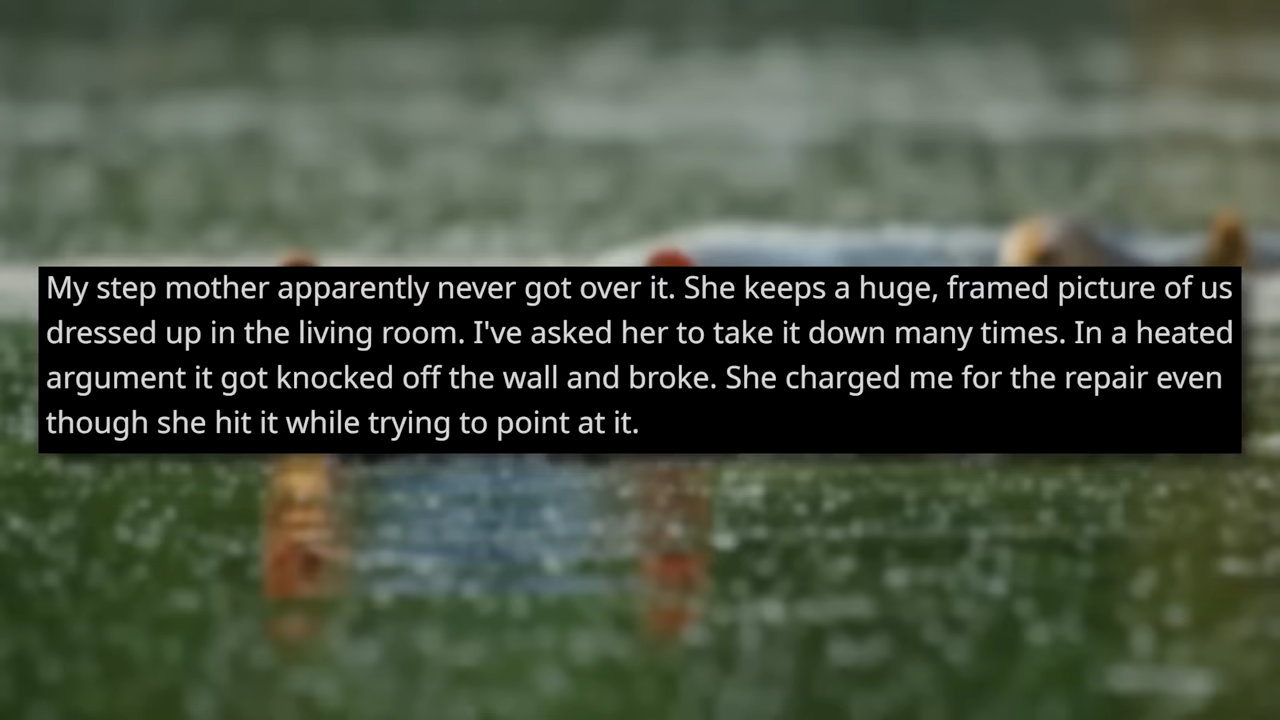 My step mother apparently never got over it. She keeps a huge, framed picture of us
dressed up in the living room. I've asked her to take it down many times. In a heated
argument it got knocked off the wall and broke. She charged me for the repair even
though she hit it while trying to point at it.